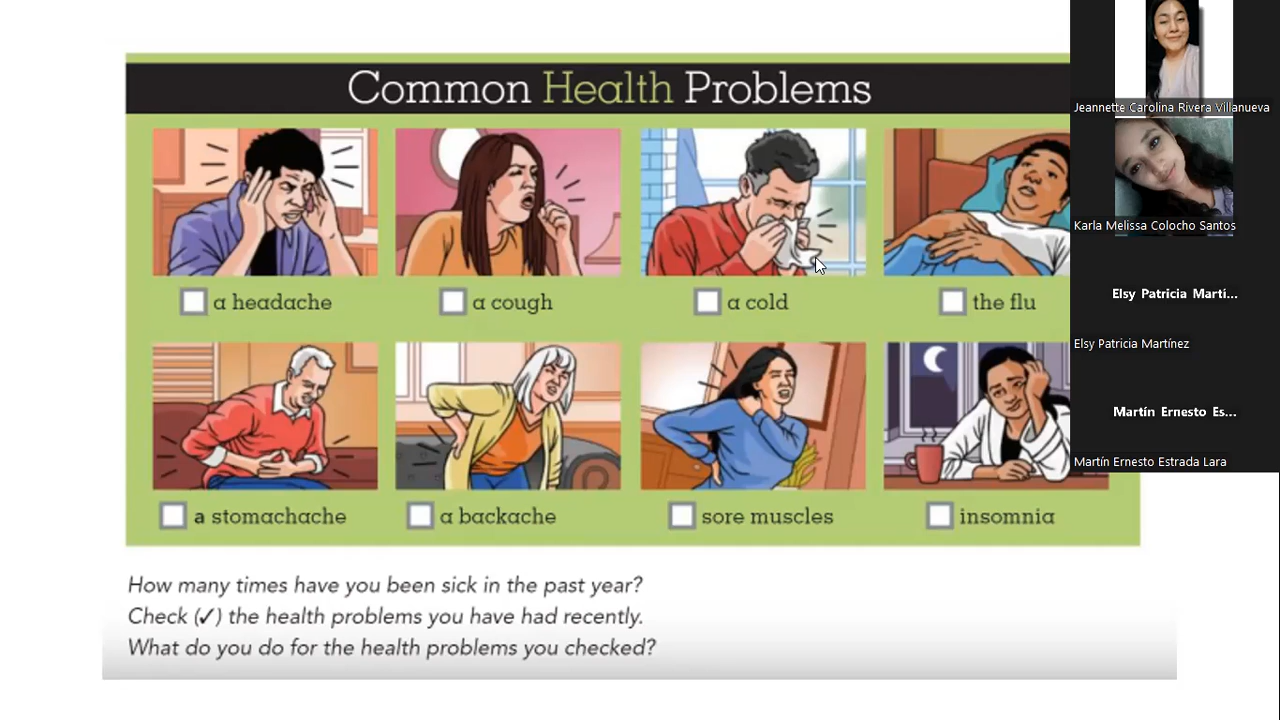 Common Health Problems
a headache
a cough
a cold
the flu
a stomachache
a backache
sore muscles
insomnia
How many times have you been sick in the past year?
Check (✓) the health problems you have had recently.
What do you do for the health problems you checked?
Jeannette Carolina Rivera Villanueva
Karla Melissa Colocho Santos
Elsy Patricia Martí...
Elsy Patricia Martínez
Martín Ernesto Es...
Martín Ernesto Estrada Lara